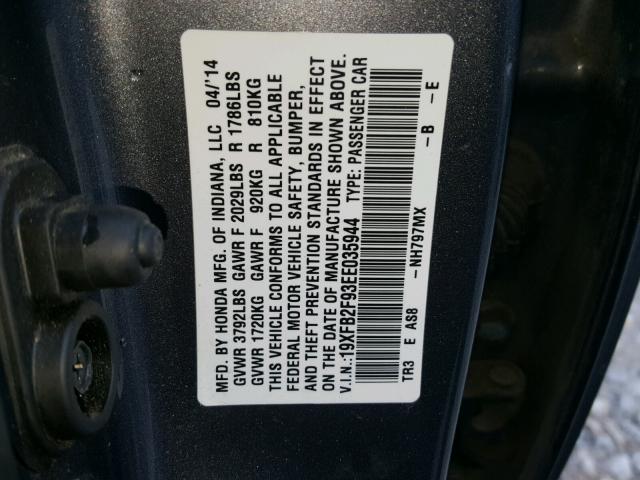 MFD. BY HONDA MFG. OF INDIANA, LLC 04/'14
GVWR 3792LBS GAWR F 2029LBS R 1786LBS
GVWR 1720KG GAWR F 920KG R 810KG
THIS VEHICLE CONFORMS TO ALL APPLICABLE
FEDERAL MOTOR VEHICLE SAFETY, BUMPER,
AND THEFT PREVENTION STANDARDS IN EFFECT
ON THE DATE OF MANUFACTURE SHOWN ABOVE.
V.I.N.:19XFB2F93EE035944 TYPE: PASSENGER CAR
TR3 E AS8 -NH797MX -B -E